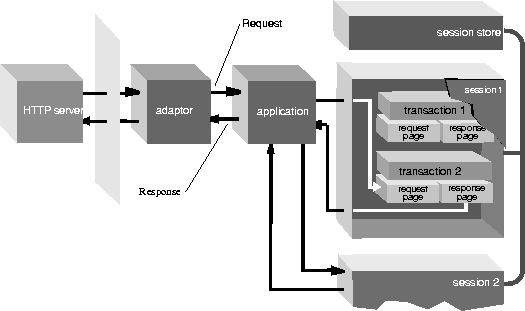 Request
session store
HTTP server
adaptor
application
session 1
transaction 1
request
page
response
page
transaction 2
request
page
response
page
Response
session 2